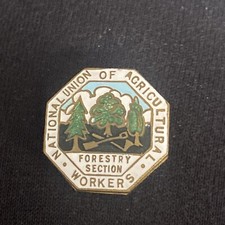 NATIONAL UNION OF AGRICULTURAL
WORKERS
FORESTRY
SECTION